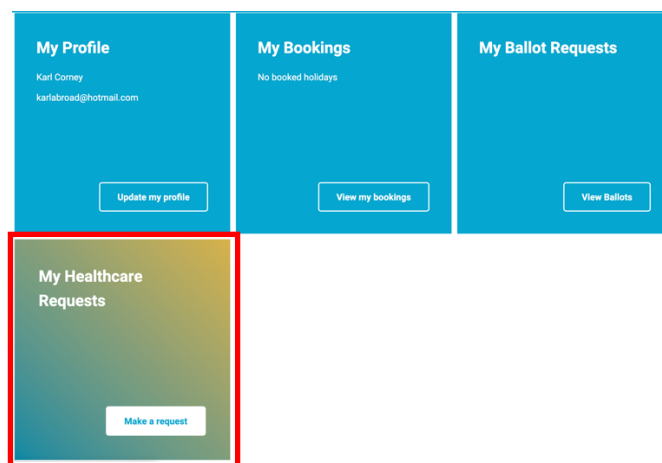 My Profile
Karl Corney
karlabroad@hotmail.com
Update my profile
My Bookings
No booked holidays
View my bookings
My Ballot Requests
View Ballots
My Healthcare
Requests
Make a request